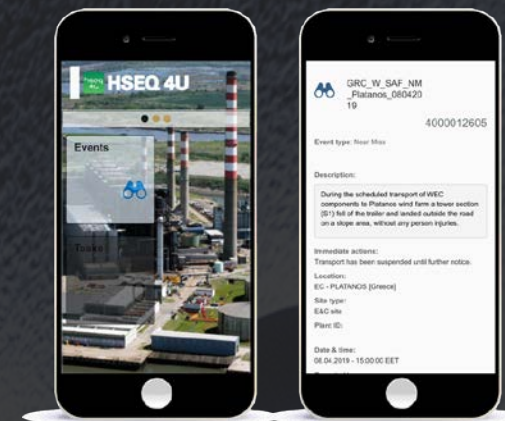 HSEQ 4U
HSEQ 4U
Events
Tasks
GRC_W_SAF_NM
_Platanos_080420
19
4000012605
Event type: Near Miss
Description:
During the scheduled transport of WEC
components to Platanos wind farm a tower section
(S1) fell of the trailer and landed outside the road
on a slope area, without any person injuries.
Immediate actions:
Transport has been suspended until further notice.
Location:
EC - PLATANOS [Greece]
Site type:
E&C site
Plant ID:
Date & time:
08.04.2019 - 15:00:00 EET